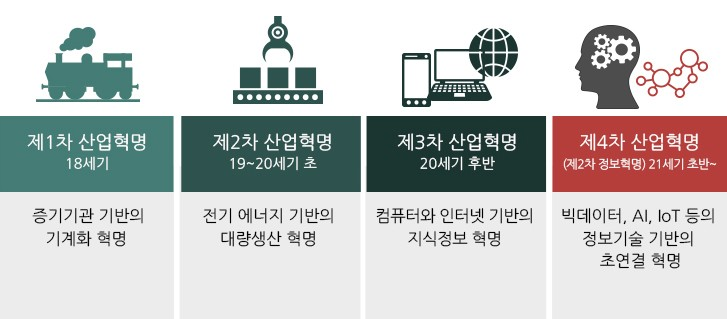 제1차 산업혁명
18세기
증기기관 기반의
기계화 혁명
제2차 산업혁명
19~20세기 초
전기 에너지 기반의
대량생산 혁명
제3차 산업혁명
20세기 후반
컴퓨터와 인터넷 기반의
지식정보 혁명
제4차 산업혁명
(제2차 정보혁명) 21세기 초반~
빅데이터, AI, IoT 등의
정보기술 기반의
초연결 혁명